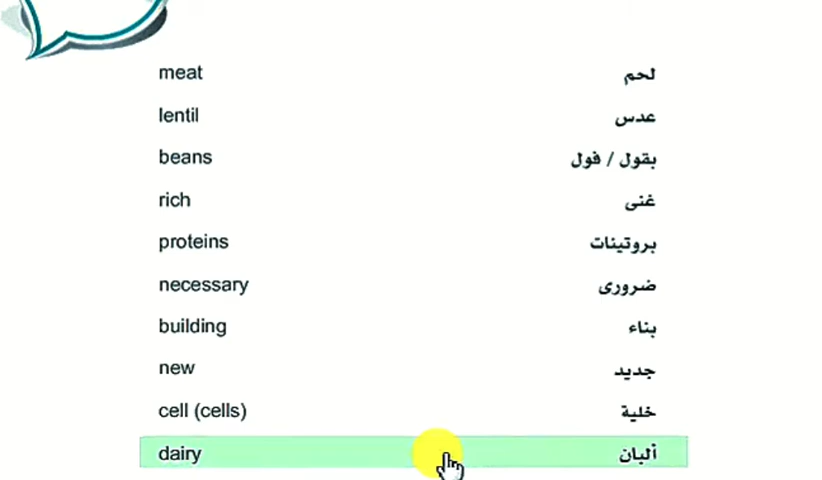 meat لحم
lentil عدس
beans بقول / فول
rich غنى
proteins بروتينات
necessary ضرورى
building بناء
new جديد
cell (cells) خلية
dairy ألبان